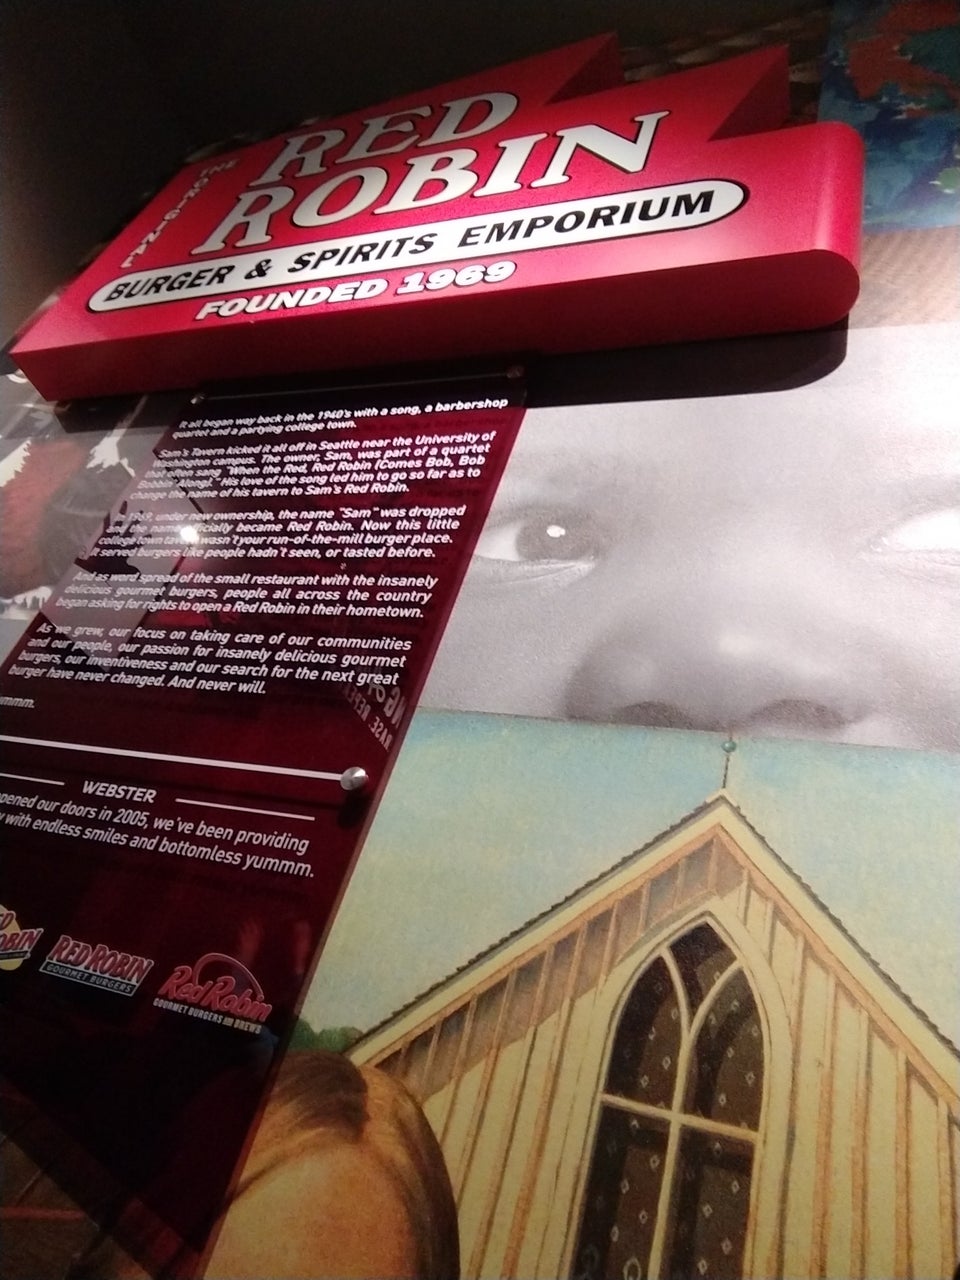 THE ORIGINAL
RED
ROBIN
BURGER & SPIRITS EMPORIUM
FOUNDED 1969
It all began way back in the 1940's with a song, a barbershop
quartet and a partying college town.
Sam's Tavern kicked it all off in Seattle near the University of
Washington campus. The owner, Sam, was part of a quartet
that often sang "When the Red, Red Robin (Comes Bob, Bob
Bobbin' Along)." His love of the song led him to go so far as to
change the name of his tavern to Sam's Red Robin.
In 1969, under new ownership, the name "Sam" was dropped
and the name officially became Red Robin. Now this little
college town tavern wasn't your run-of-the-mill burger place.
It served burgers like people hadn't seen, or tasted before.
And as word spread of the small restaurant with the insanely
delicious gourmet burgers, people all across the country
began asking for rights to open a Red Robin in their hometown.
As we grew, our focus on taking care of our communities
and our people, our passion for insanely delicious gourmet
burgers, our inventiveness and our search for the next great
burger have never changed. And never will.
WEBSTER
our doors in 2005, we've been providing
with endless smiles and bottomless yummm.
RED ROBIN
GOURMET BURGERS
Red Robin
GOURMET BURGERS AND BREWS